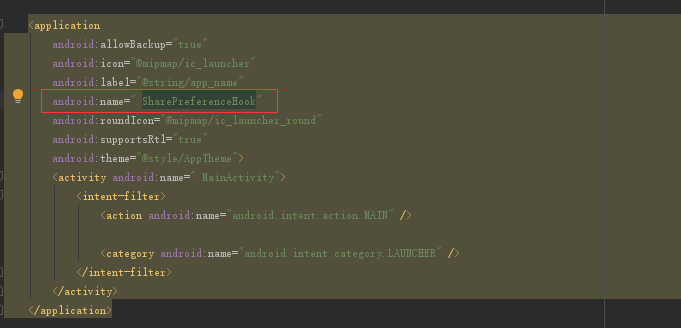 <application
android:allowBackup="true"
android:icon="@mipmap/ic_launcher"
android:label="@string/app_name"
android:name=".SharePreferenceHook"
android:roundIcon="@mipmap/ic_launcher_round"
android:supportsRtl="true"
android:theme="@style/AppTheme">
<activity android:name=".MainActivity">
<intent-filter>
<action android:name="android.intent.action.MAIN" />
<category android:name="android.intent.category.LAUNCHER" />
</intent-filter>
</activity>
</application>